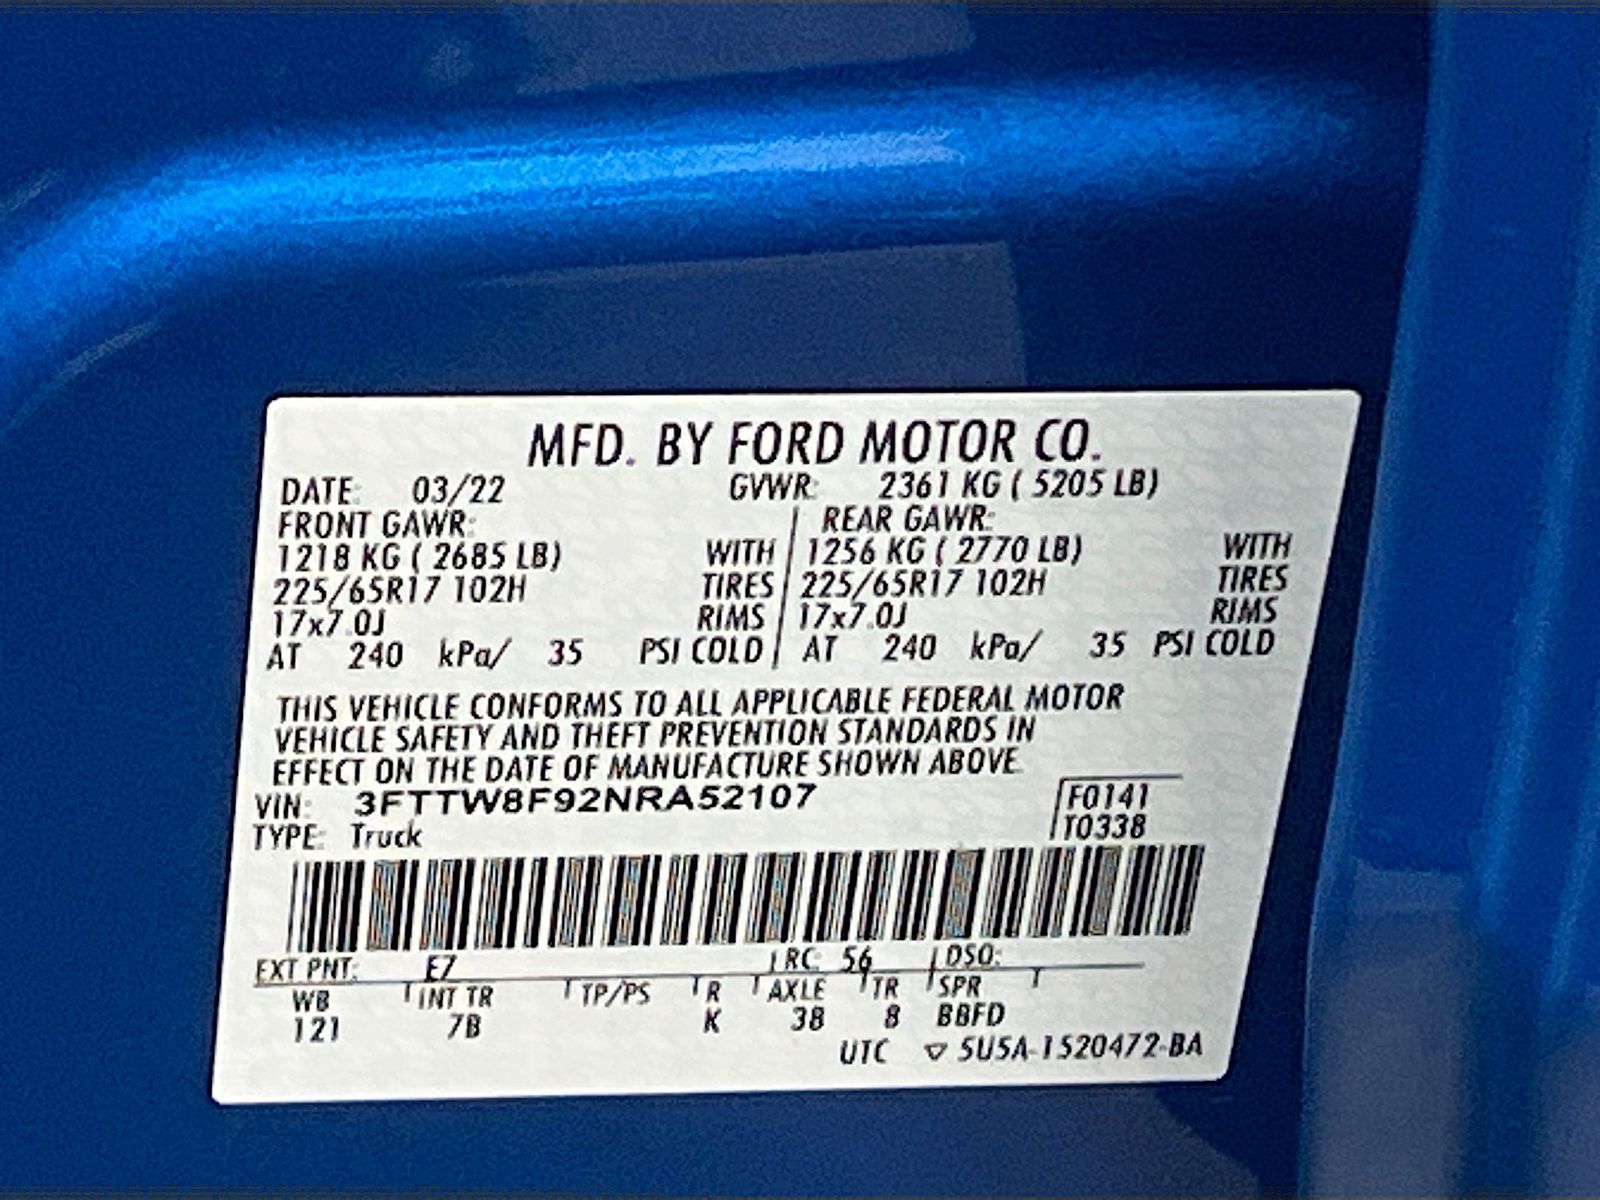 MFD. BY FORD MOTOR CO.
DATE: 03/22 GVWR: 2361 KG ( 5205 LB)
FRONT GAWR: REAR GAWR:
1218 KG ( 2685 LB) WITH 1256 KG ( 2770 LB) WITH
225/65R17 102H TIRES 225/65R17 102H TIRES
17x7.0J RIMS 17x7.0J RIMS
AT 240 kPa/ 35 PSI COLD AT 240 kPa/ 35 PSI COLD
THIS VEHICLE CONFORMS TO ALL APPLICABLE FEDERAL MOTOR
VEHICLE SAFETY AND THEFT PREVENTION STANDARDS IN
EFFECT ON THE DATE OF MANUFACTURE SHOWN ABOVE.
VIN: 3FTTW8F92NRA52107 F0141
TYPE: Truck T0338
EXT PNT: E7 RC: 56 DSO:
WB INT TR TP/PS R AXLE TR SPR
121 7B K 3B 8 BBFD
UTC ▽ 5U5A-1520472-BA